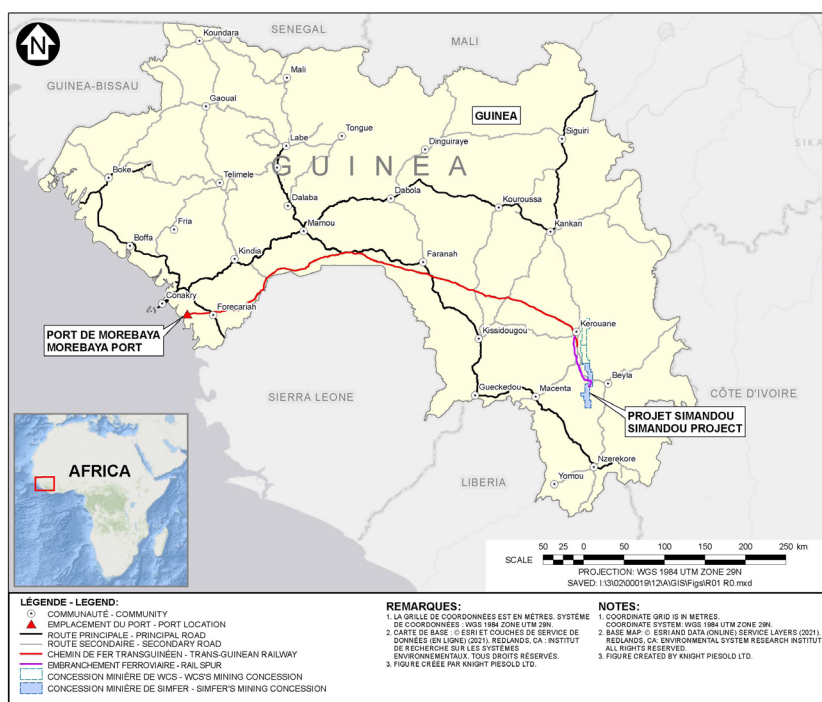 N
SENEGAL
MALI
GUINEA-BISSAU
Koundara
Mali
Gaoual
GUINEA
Siguiri
Labe
Tongue
Dinguiraye
GUINEA
Boke
Telimele
Dalaba
Dabola
Kouroussa
Fria
Mamou
Kankan
Boffa
Kindia
Faranah
Conakry
Forecariah
PORT DE MOREBAYA
MOREBAYA PORT
Kissidougou
Kerouane
SIERRA LEONE
Gueckedou
Macenta
Beyla
CÔTE D'IVOIRE
PROJET SIMANDOU
SIMANDOU PROJECT
Nzerekore
Yomou
LIBERIA
AFRICA
50 25 0 50 100 150 200 250 km
SCALE
PROJECTION: WGS 1984 UTM ZONE 29N
SAVED: I:\3\02\00019\12\A\GIS\Figs\R01 R0.mxd
LÉGENDE - LEGEND:
COMMUNAUTÉ - COMMUNITY
EMPLACEMENT DU PORT - PORT LOCATION
ROUTE PRINCIPALE - PRINCIPAL ROAD
ROUTE SECONDAIRE - SECONDARY ROAD
CHEMIN DE FER TRANSGUINÉEN - TRANS-GUINEAN RAILWAY
EMBRANCHEMENT FERROVIAIRE - RAIL SPUR
CONCESSION MINIÈRE DE WCS - WCS'S MINING CONCESSION
CONCESSION MINIÈRE DE SIMFER - SIMFER'S MINING CONCESSION
REMARQUES:
1. LA GRILLE DE COORDONNÉES EST EN MÈTRES. SYSTÈME
DE COORDONNÉES : WGS 1984 ZONE UTM 29N.
2. CARTE DE BASE : © ESRI ET COUCHES DE SERVICE DE
DONNÉES (EN LIGNE) (2021). REDLANDS, CA : INSTITUT
DE RECHERCHE SUR LES SYSTÈMES
ENVIRONNEMENTAUX. TOUS DROITS RÉSERVÉS.
3. FIGURE CRÉÉE PAR KNIGHT PIESOLD LTD.
NOTES:
1. COORDINATE GRID IS IN METRES.
COORDINATE SYSTEM: WGS 1984 UTM ZONE 29N.
2. BASE MAP: © ESRI AND DATA (ONLINE) SERVICE LAYERS (2021).
REDLANDS, CA: ENVIRONMENTAL SYSTEM RESEARCH INSTITUT
ALL RIGHTS RESERVED.
3. FIGURE CREATED BY KNIGHT PIESOLD LTD.